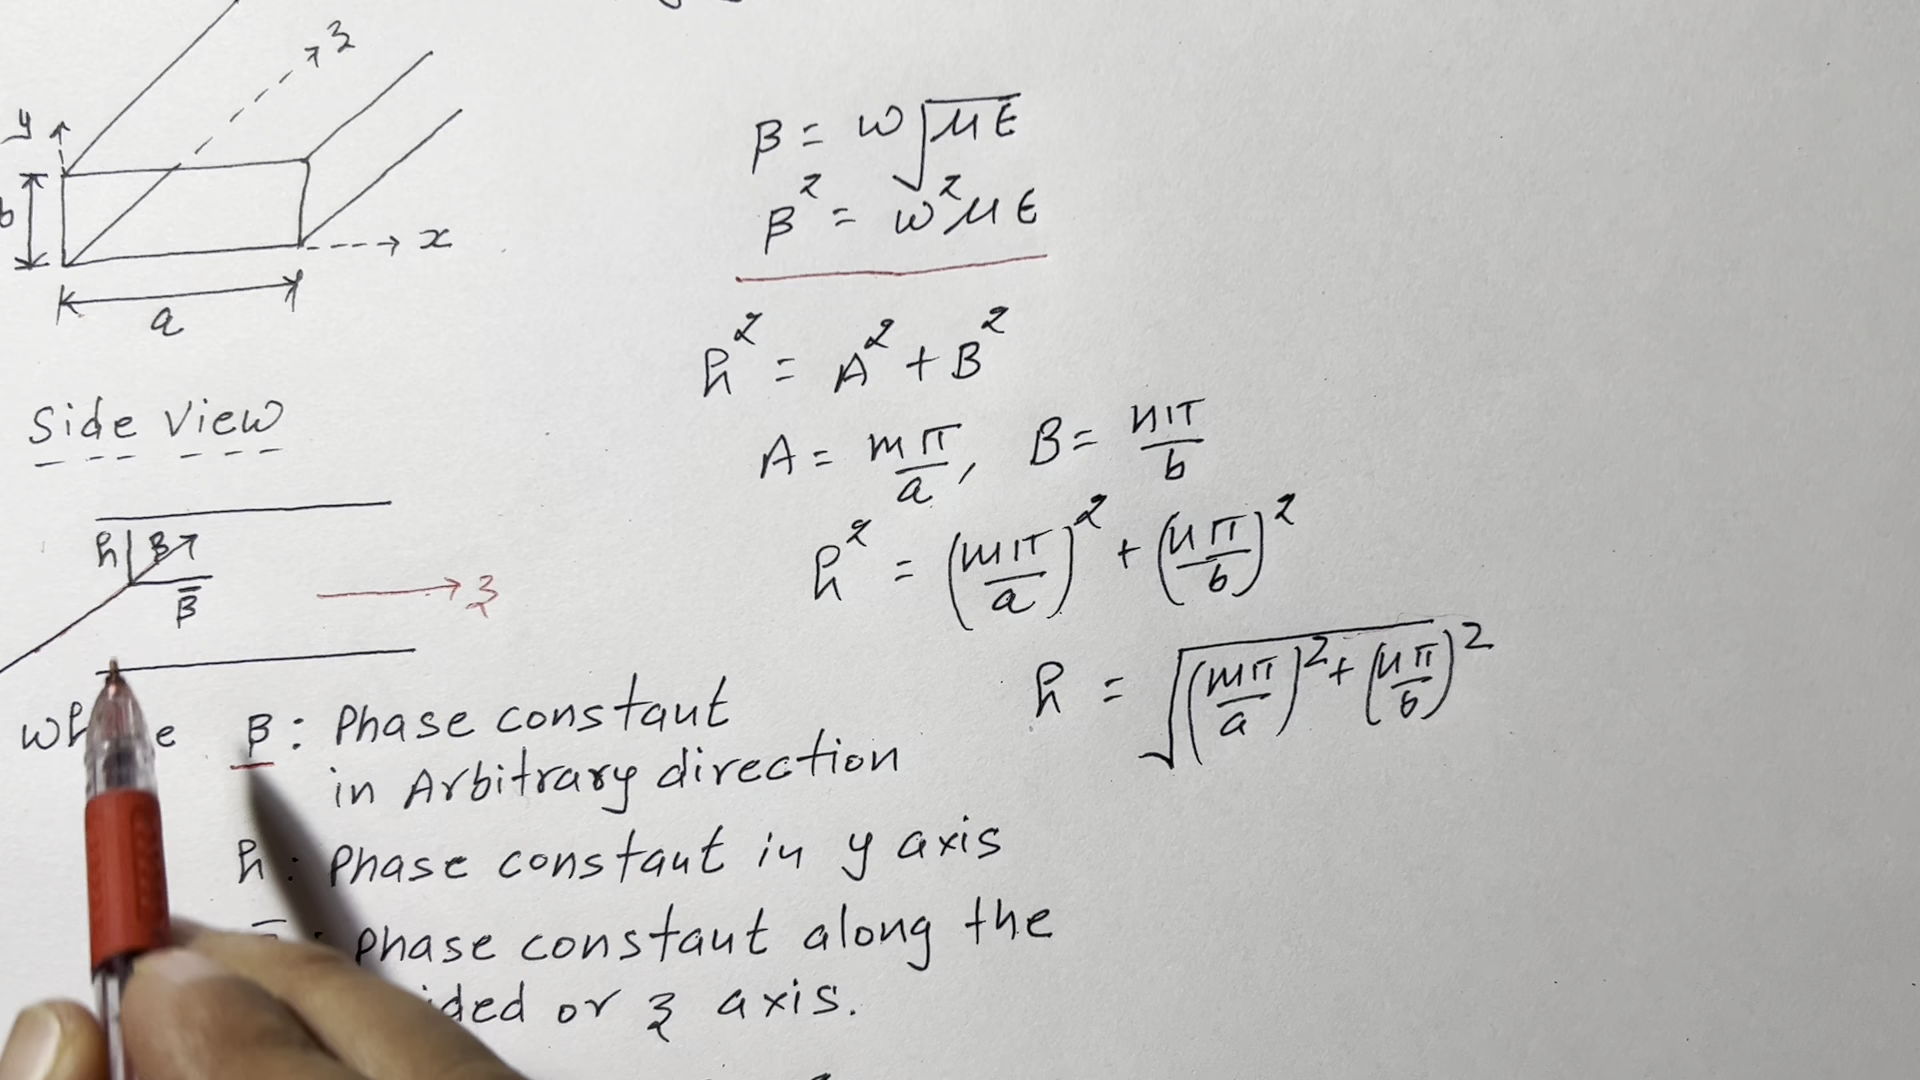 z
y
b
x
a
Side View
h β
β̅
z
where β : Phase constant
in Arbitrary direction
h : Phase constant in y axis
: Phase constant along the
or z axis.
β = ω√με
β² = ω²με
h² = A² + B²
A = mπ/a, B = nπ/b
h² = (mπ/a)² + (nπ/b)²
h = √(mπ/a)² + (nπ/b)²